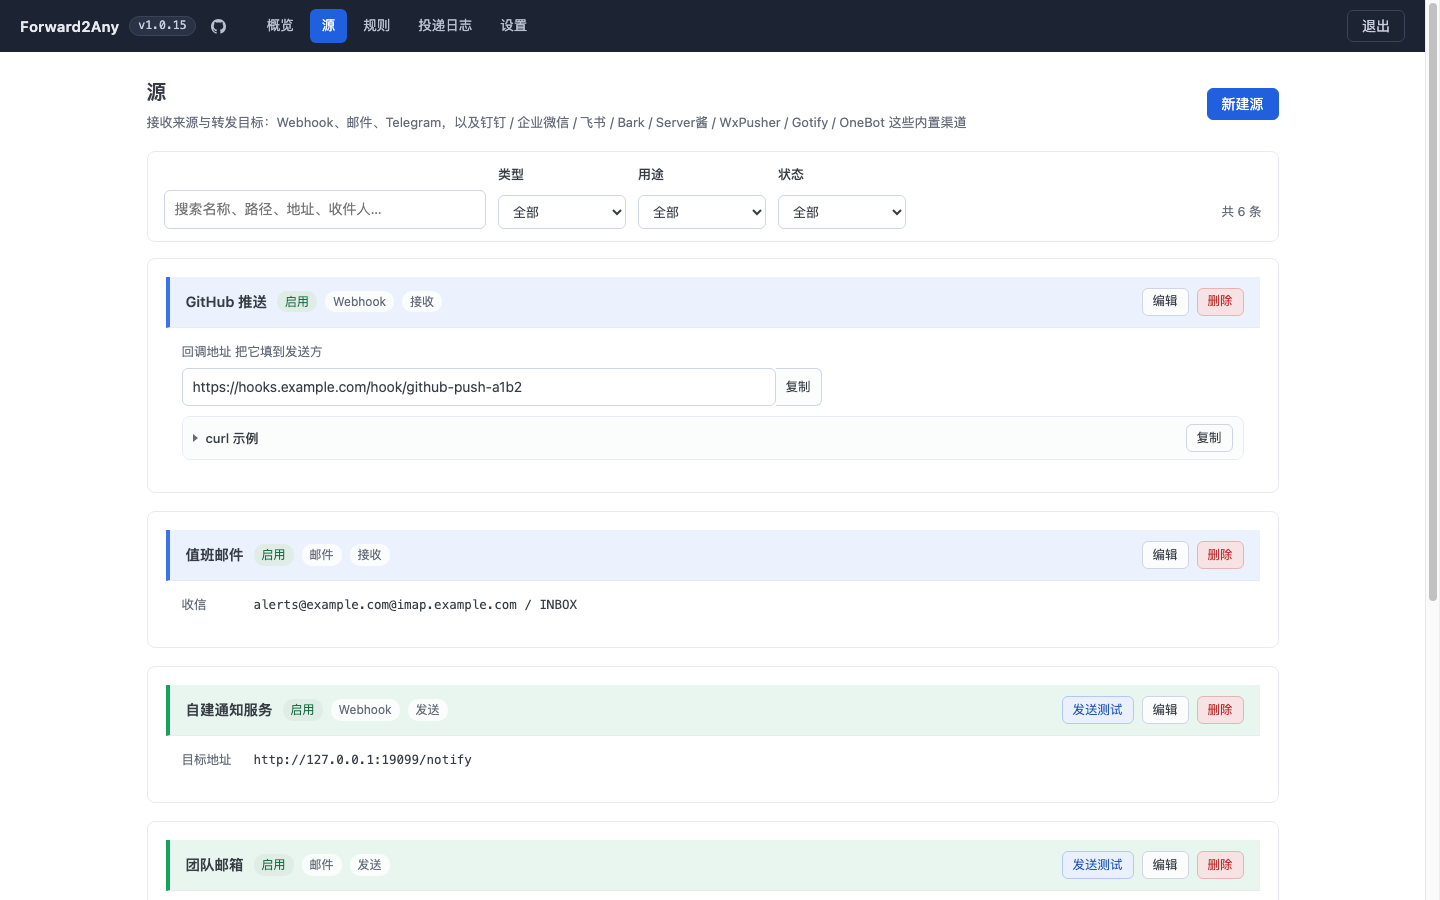 Forward2Any v1.0.15 概览 源 规则 投递日志 设置 退出
源
新建源
接收来源与转发目标：Webhook、邮件、Telegram，以及钉钉 / 企业微信 / 飞书 / Bark / Server酱 / WxPusher / Gotify / OneBot 这些内置渠道
类型 用途 状态
搜索名称、路径、地址、收件人... 全部 全部 全部 共 6 条
GitHub 推送 启用 Webhook 接收 编辑 删除
回调地址 把它填到发送方
https://hooks.example.com/hook/github-push-a1b2 复制
curl 示例 复制
值班邮件 启用 邮件 接收 编辑 删除
收信 alerts@example.com@imap.example.com / INBOX
自建通知服务 启用 Webhook 发送 发送测试 编辑 删除
目标地址 http://127.0.0.1:19099/notify
团队邮箱 启用 邮件 发送 发送测试 编辑 删除